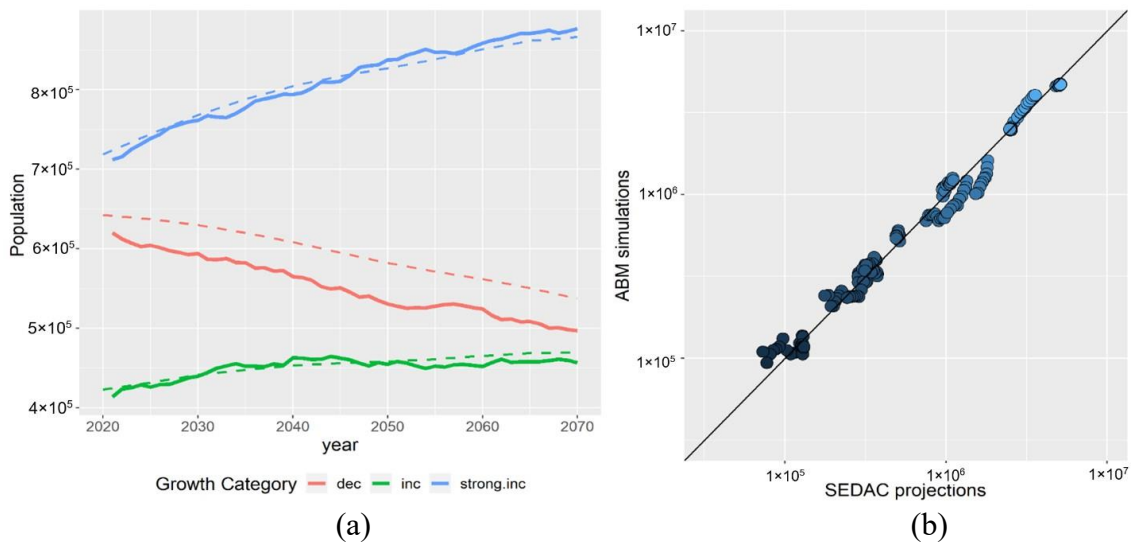 Population
8×10⁵
7×10⁵
6×10⁵
5×10⁵
4×10⁵
2020 2030 2040 2050 2060 2070
year
Growth Category dec inc strong.inc
(a)
ABM simulations
1×10⁷
1×10⁶
1×10⁵
1×10⁵ 1×10⁶ 1×10⁷
SEDAC projections
(b)